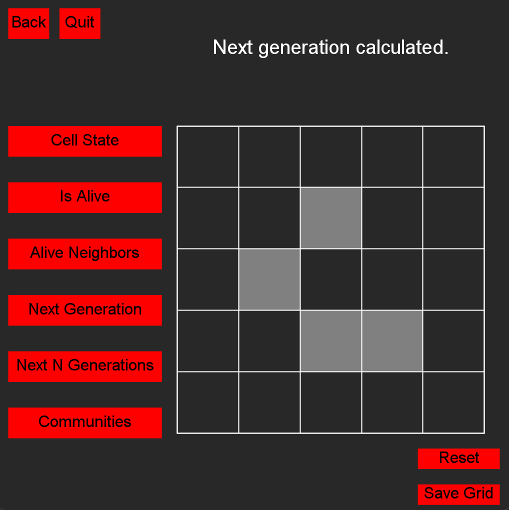 Back Quit
Next generation calculated.
Cell State
Is Alive
Alive Neighbors
Next Generation
Next N Generations
Communities
Reset
Save Grid